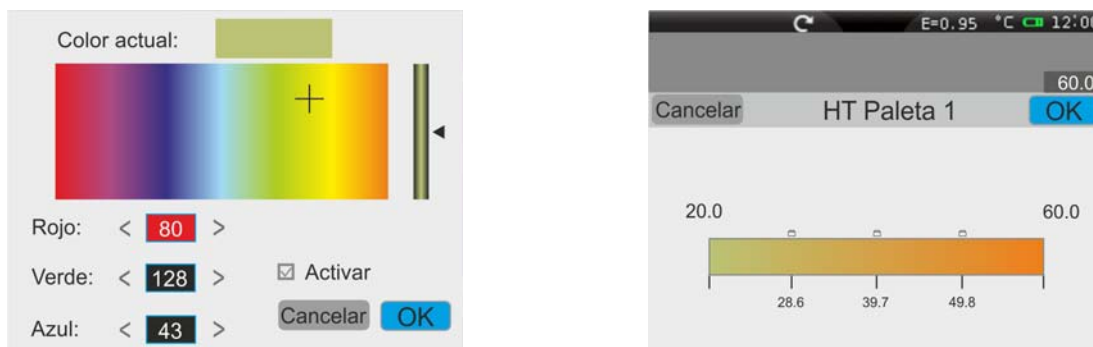 Color actual:
Rojo: < 80 >
Verde: < 128 >
Activar
Azul: < 43 >
Cancelar OK
E=0.95 °C 12:00
60.0
Cancelar HT Paleta 1 OK
20.0 60.0
28.6 39.7 49.8